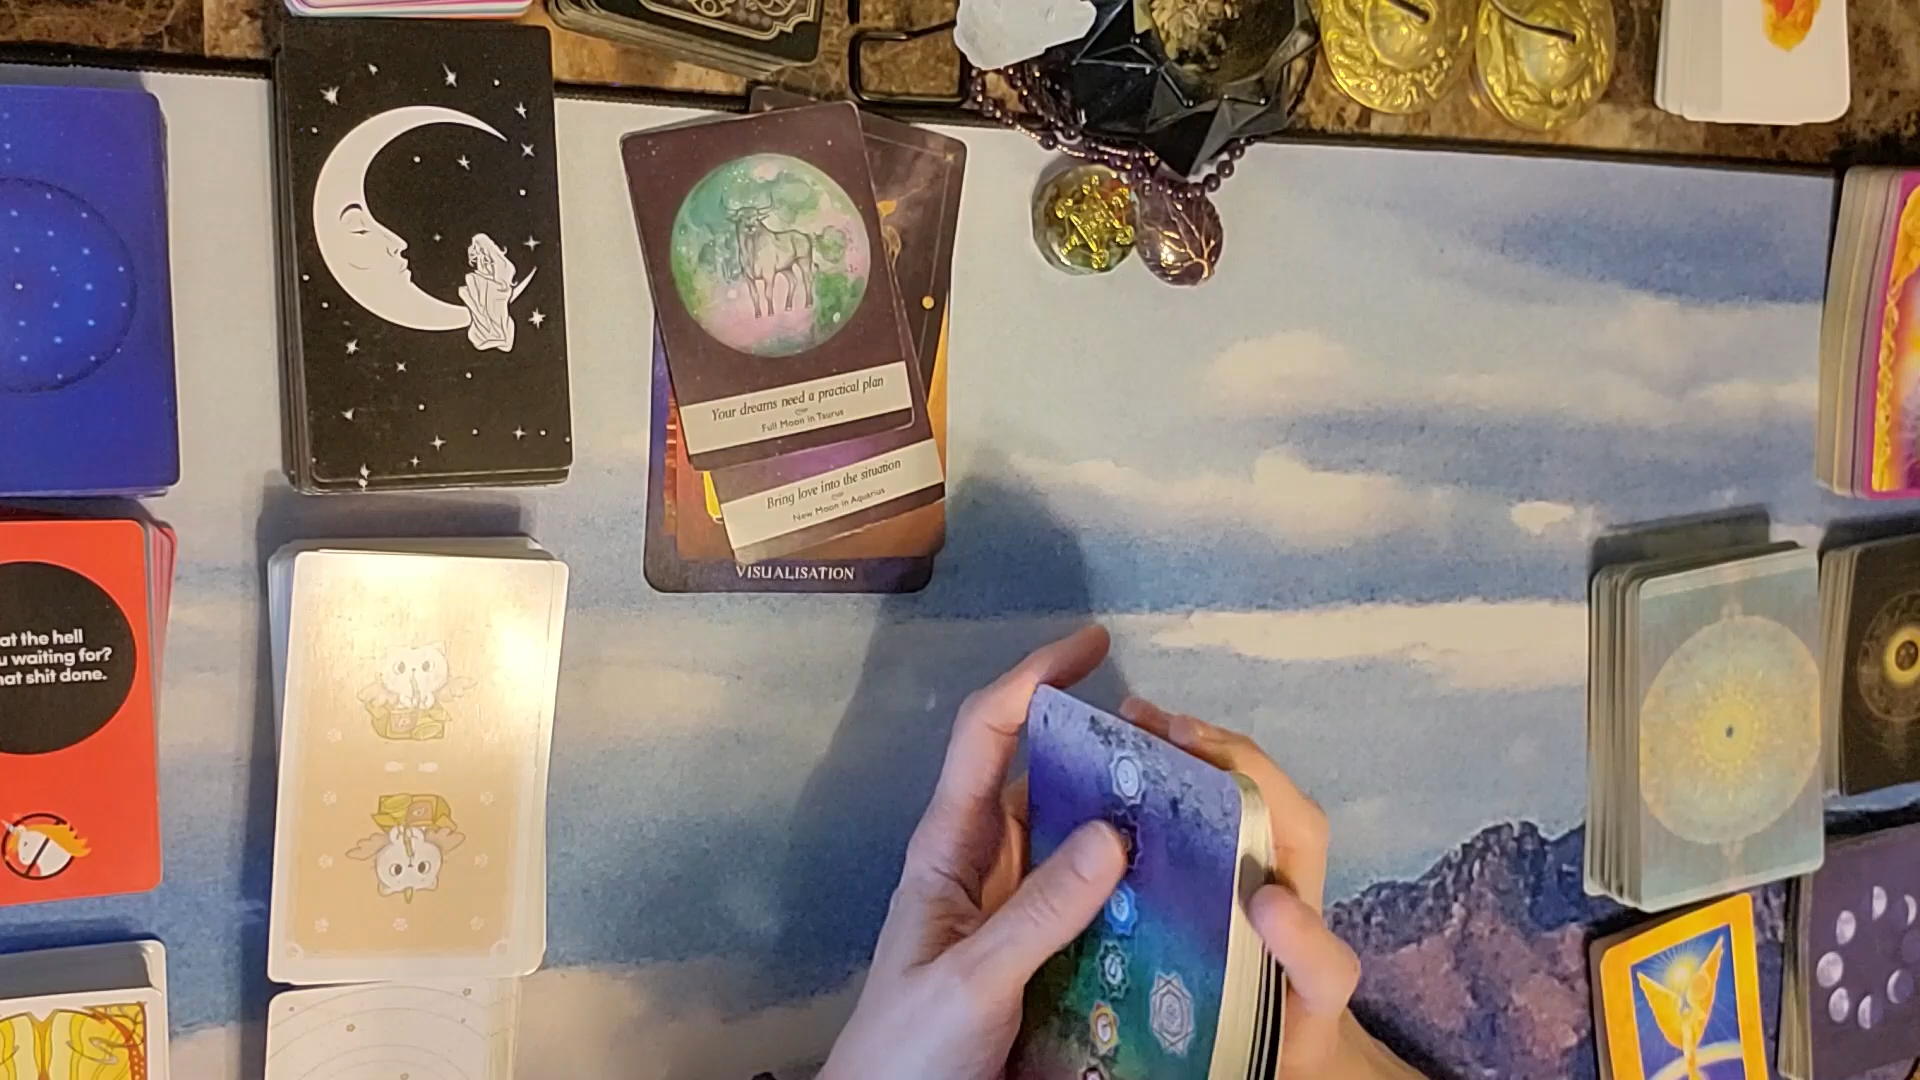 Your dreams need a practical plan
Full Moon in Taurus
Bring love into the situation
New Moon in Aquarius
VISUALISATION
at the hell
u waiting for?
hat shit done.